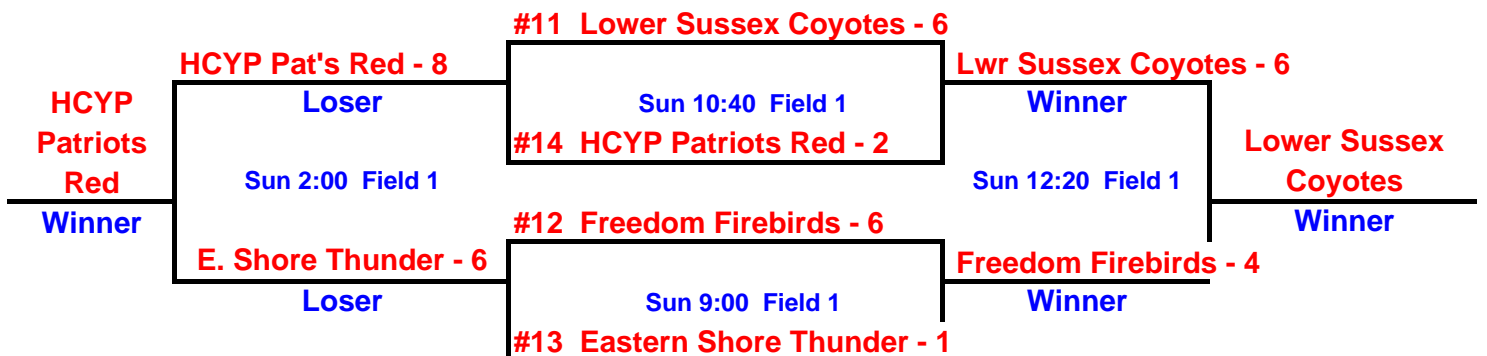 #11 Lower Sussex Coyotes - 6
HCYP Pat's Red - 8
Lwr Sussex Coyotes - 6
HCYP
Patriots
Red
Loser
Sun 10:40 Field 1
Winner
#14 HCYP Patriots Red - 2
Lower Sussex
Coyotes
Sun 2:00 Field 1
Sun 12:20 Field 1
Winner
#12 Freedom Firebirds - 6
Winner
E. Shore Thunder - 6
Freedom Firebirds - 4
Loser
Sun 9:00 Field 1
Winner
#13 Eastern Shore Thunder - 1